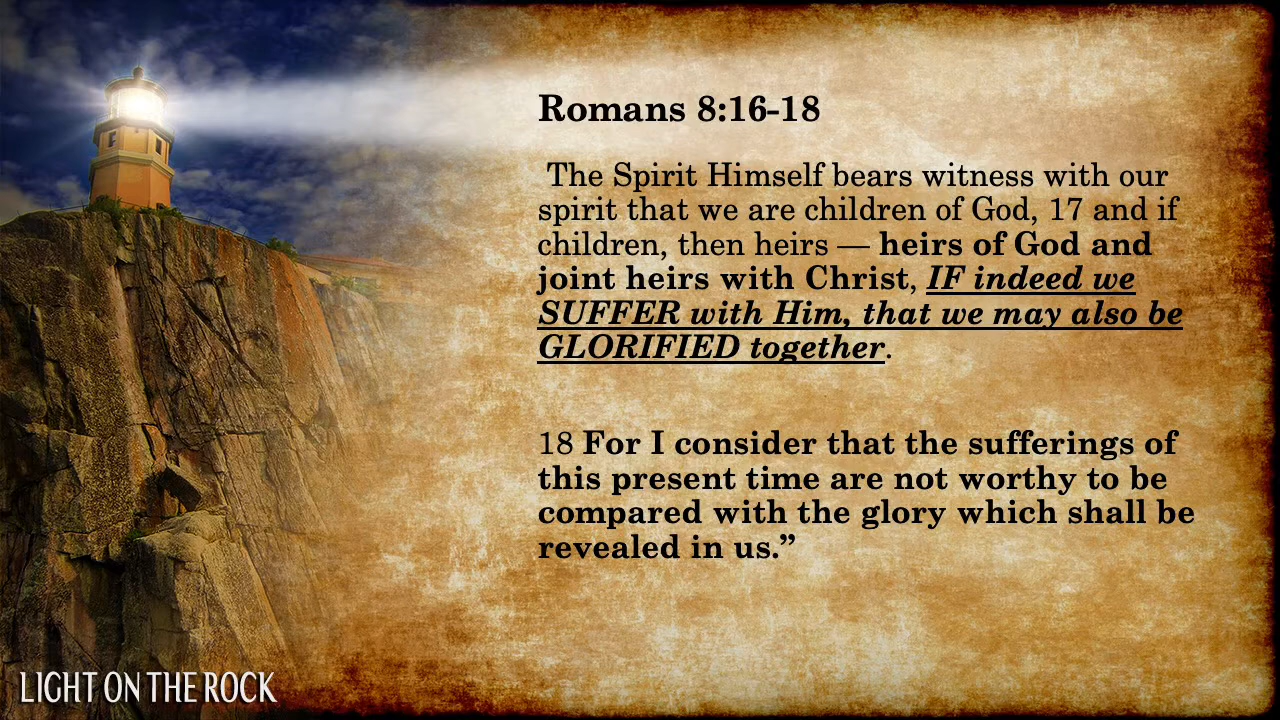 Romans 8:16-18
The Spirit Himself bears witness with our
spirit that we are children of God, 17 and if
children, then heirs — heirs of God and
joint heirs with Christ, IF indeed we
SUFFER with Him, that we may also be
GLORIFIED together.
18 For I consider that the sufferings of
this present time are not worthy to be
compared with the glory which shall be
revealed in us.”
LIGHT ON THE ROCK